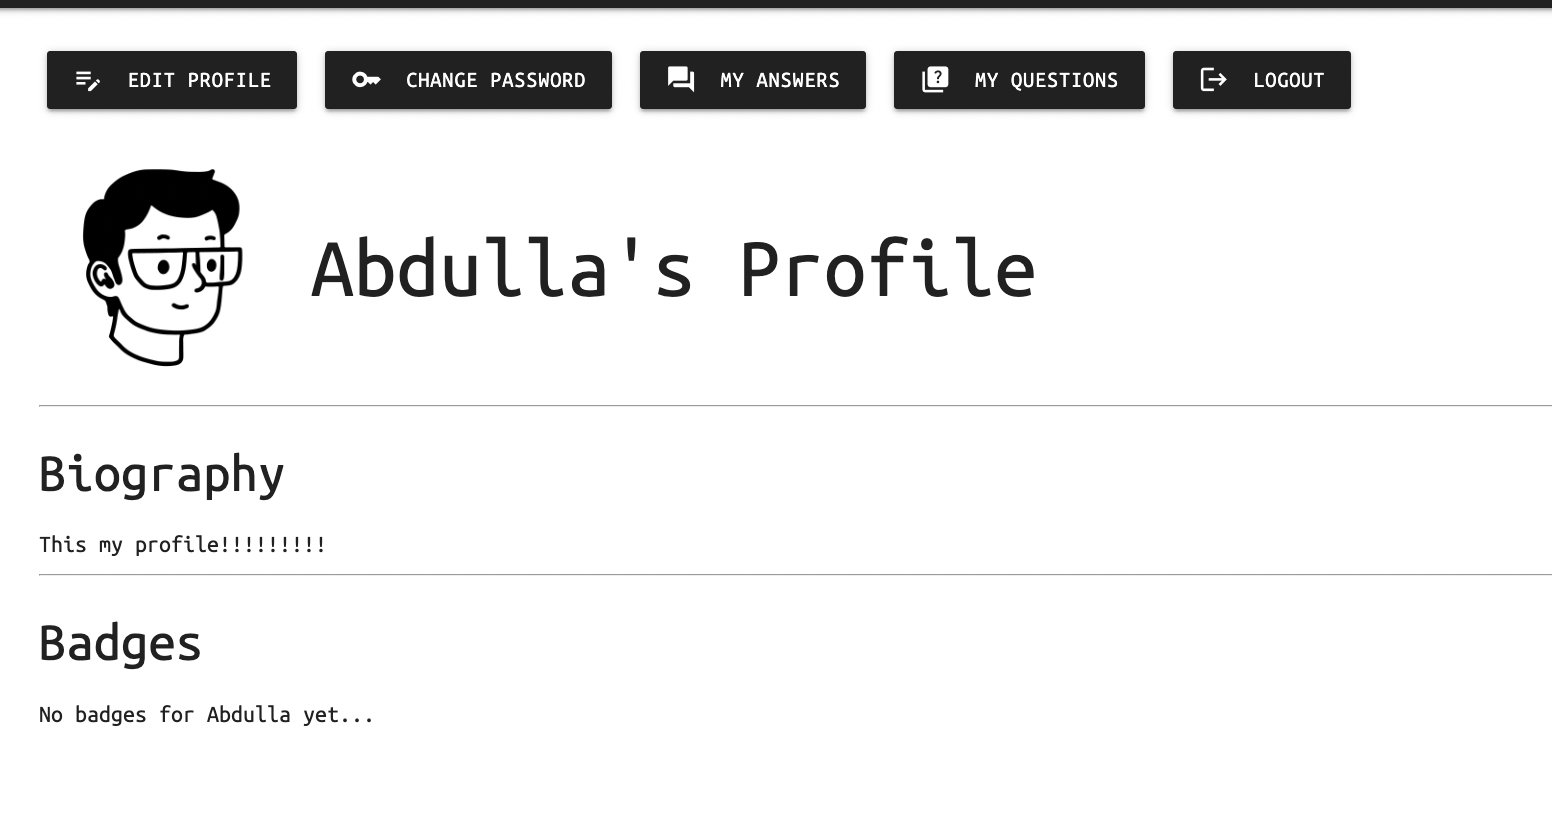 EDIT PROFILE CHANGE PASSWORD MY ANSWERS MY QUESTIONS LOGOUT
Abdulla's Profile
Biography
This my profile!!!!!!!!!
Badges
No badges for Abdulla yet...